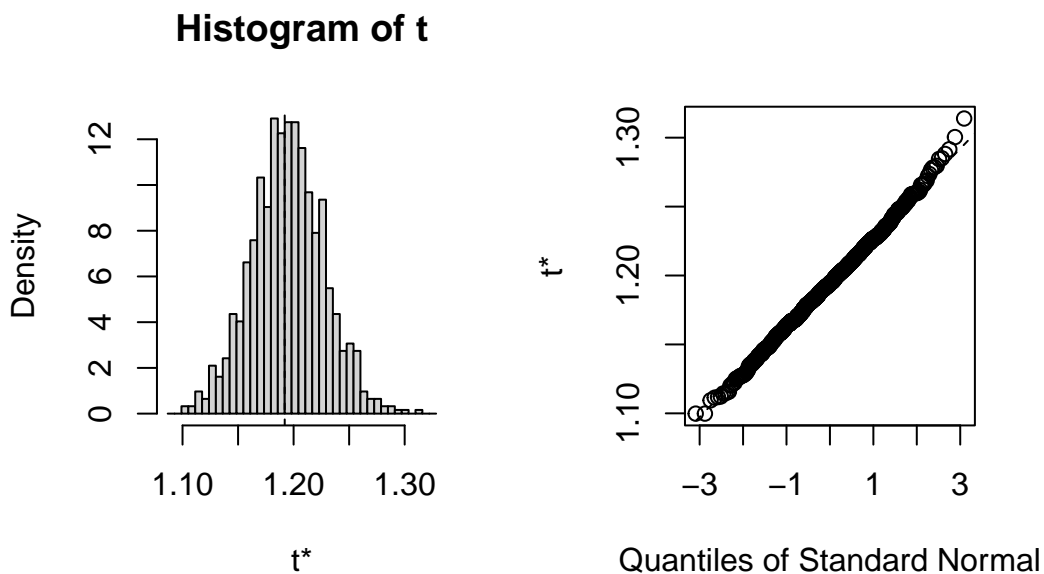 Histogram of t
Density
0 2 4 6 8 12
1.10 1.20 1.30
t*
t*
1.10 1.20 1.30
−3 −1 1 3
Quantiles of Standard Normal